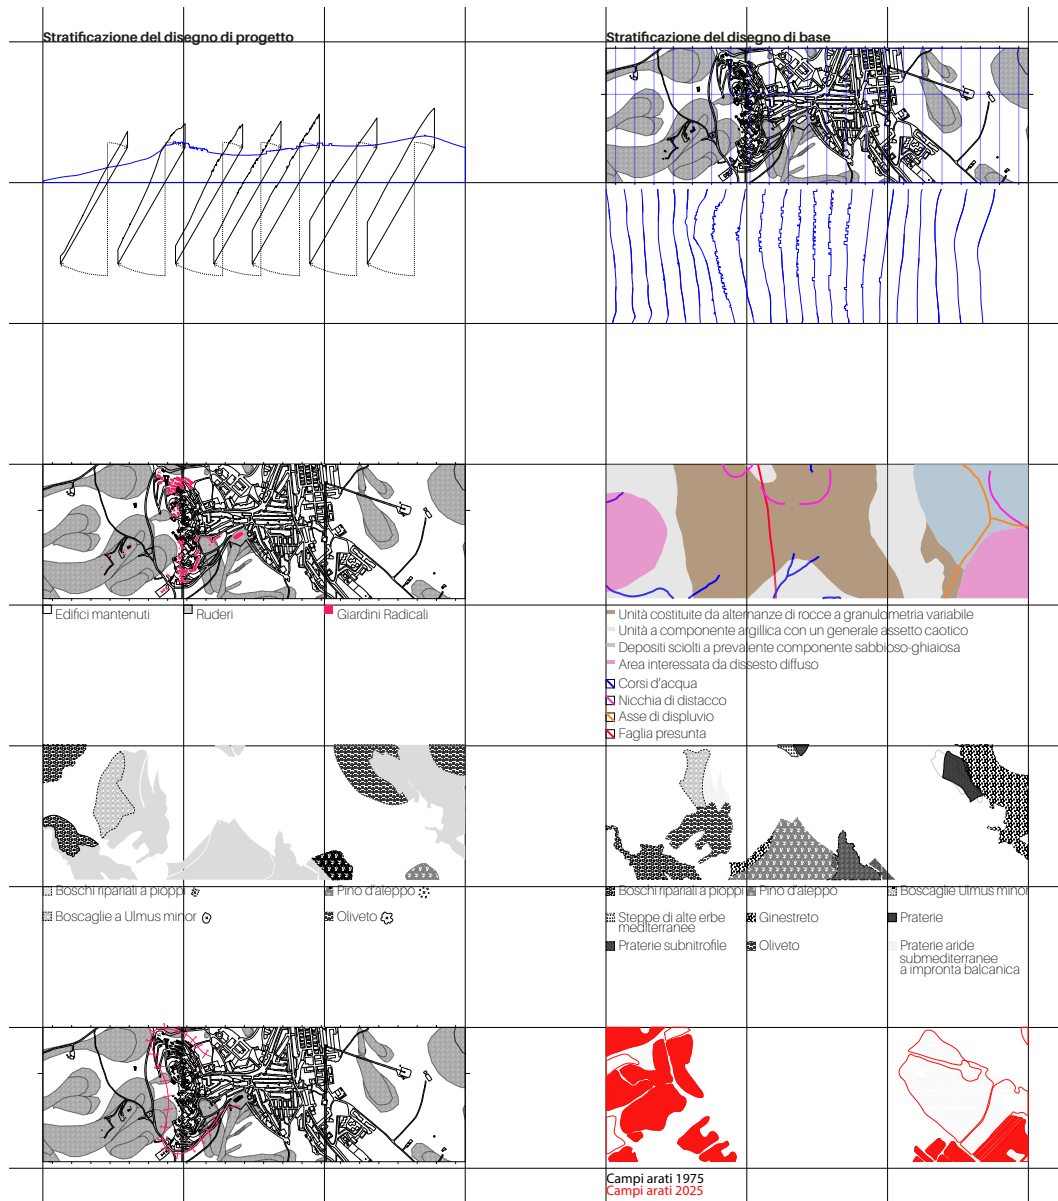 Stratificazione del disegno di progetto
Stratificazione del disegno di base
Edifici mantenuti
Ruderi
Giardini Radicali
Unità costituite da alternanze di rocce a granulometria variabile
Unità a componente argillica con un generale assetto caotico
Depositi sciolti a prevalente componente sabbioso-ghiaiosa
Area interessata da dissesto diffuso
Corsi d'acqua
Nicchia di distacco
Asse di displuvio
Faglia presunta
Boschi ripariali a pioppi
Pino d'aleppo
Boscaglie a Ulmus minor
Oliveto
Boschi ripariali a pioppi
Pino d'aleppo
Boscaglie Ulmus minor
Steppe di alte erbe
mediterranee
Ginestreto
Praterie
Praterie subnitrofile
Oliveto
Praterie aride
submediterranee
a impronta balcanica
Campi arati 1975
Campi arati 2025